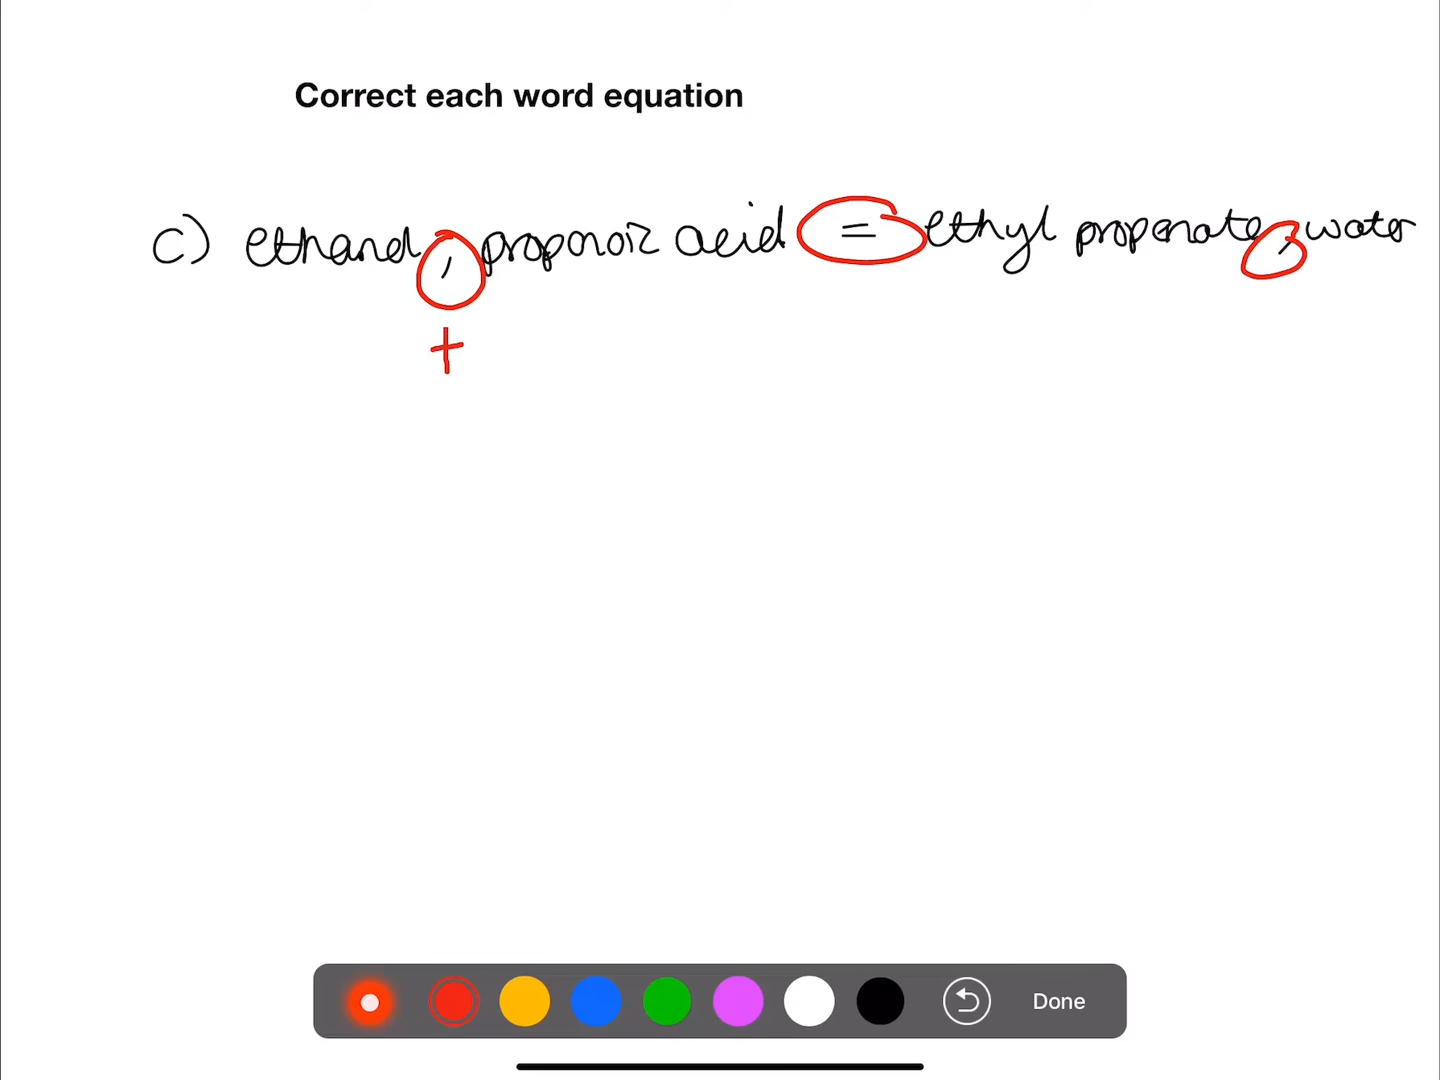 Correct each word equation
c) ethanol , propanoic acid = ethyl propanoate , water
+
Done